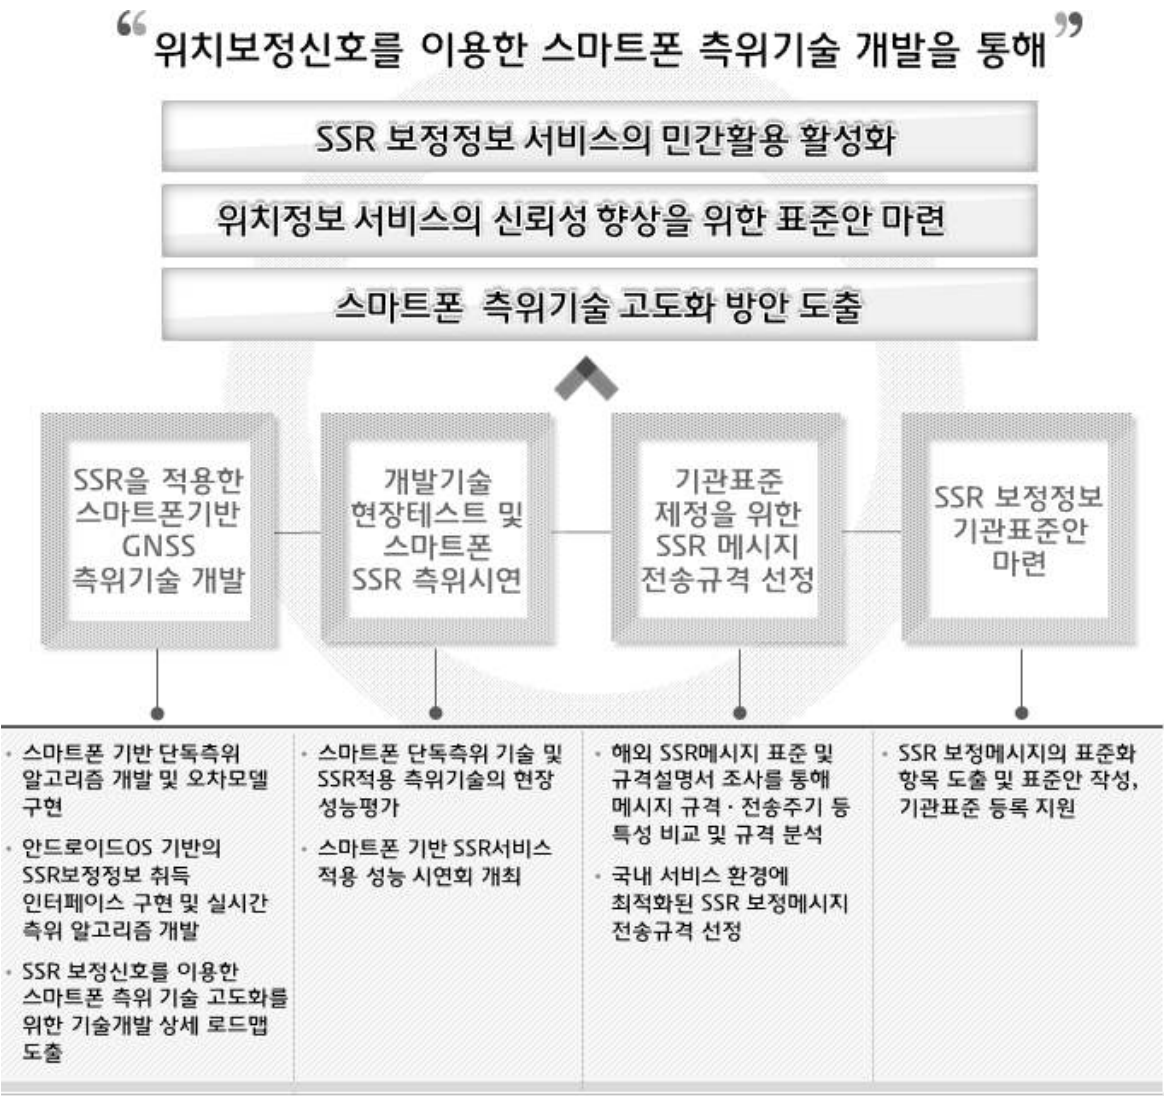 “위치보정신호를 이용한 스마트폰 측위기술 개발을 통해”
SSR 보정정보 서비스의 민간활용 활성화
위치정보 서비스의 신뢰성 향상을 위한 표준안 마련
스마트폰 측위기술 고도화 방안 도출
SSR을 적용한
스마트폰기반
GNSS
측위기술 개발
개발기술
현장테스트 및
스마트폰
SSR 측위시연
기관표준
제정을 위한
SSR 메시지
전송규격 선정
SSR 보정정보
기관표준안
마련
· 스마트폰 기반 단독측위
알고리즘 개발 및 오차모델
구현
· 안드로이드OS 기반의
SSR보정정보 취득
인터페이스 구현 및 실시간
측위 알고리즘 개발
· SSR 보정신호를 이용한
스마트폰 측위 기술 고도화를
위한 기술개발 상세 로드맵
도출
· 스마트폰 단독측위 기술 및
SSR적용 측위기술의 현장
성능평가
· 스마트폰 기반 SSR서비스
적용 성능 시연회 개최
· 해외 SSR메시지 표준 및
규격설명서 조사를 통해
메시지 규격 · 전송주기 등
특성 비교 및 규격 분석
· 국내 서비스 환경에
최적화된 SSR 보정메시지
전송규격 선정
· SSR 보정메시지의 표준화
항목 도출 및 표준안 작성,
기관표준 등록 지원